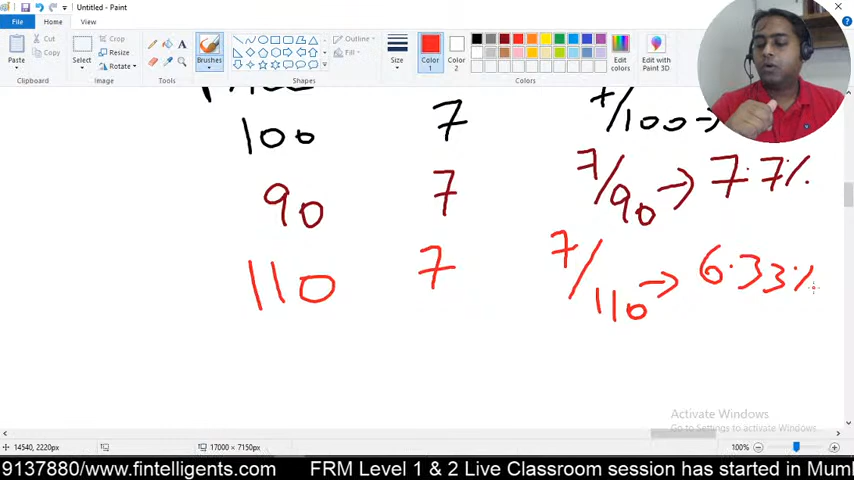 Untitled - Paint
File Home View
Paste Cut Copy Clipboard
Select Crop Resize Rotate Image
Tools
Brushes
Outline Fill Shapes
Size
Color 1 Color 2 Colors
Edit colors
Edit with Paint 3D
100 7 7/100 →
90 7 7/90 → 7.7%
110 7 7/110 → 6.33%
Activate Windows
Go to Settings to activate Windows.
14540, 2220px 17000 × 7150px 100%
9137880/www.fintelligents.com FRM Level 1 & 2 Live Classroom session has started in Mum